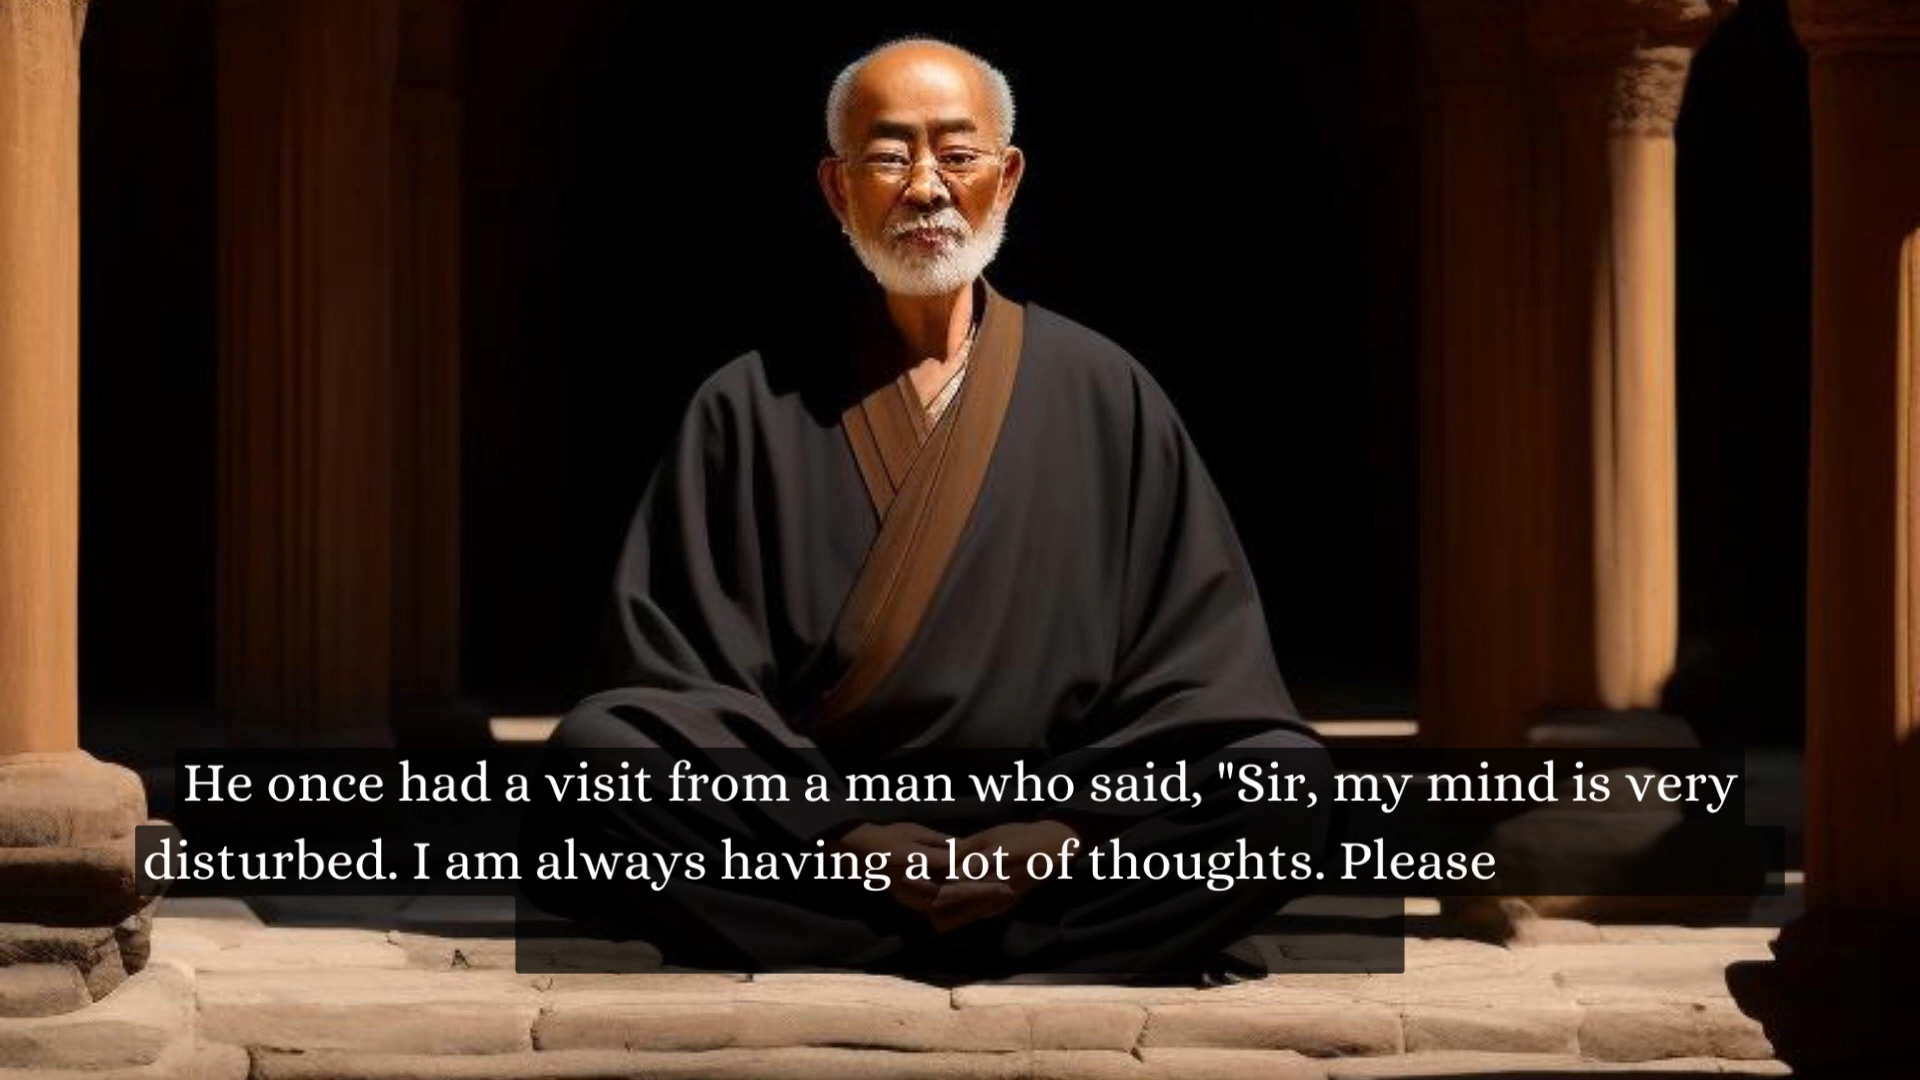 He once had a visit from a man who said, "Sir, my mind is very
disturbed. I am always having a lot of thoughts. Please